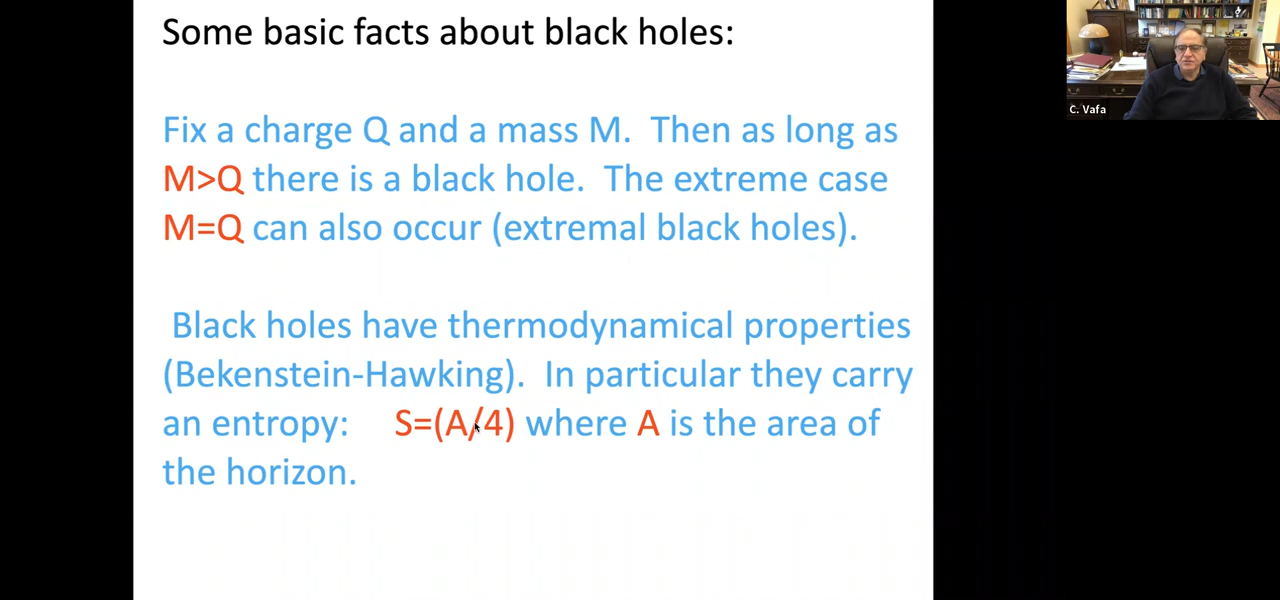 Some basic facts about black holes:
Fix a charge Q and a mass M. Then as long as
M>Q there is a black hole. The extreme case
M=Q can also occur (extremal black holes).
Black holes have thermodynamical properties
(Bekenstein-Hawking). In particular they carry
an entropy: S=(A/4) where A is the area of
the horizon.
C. Vafa